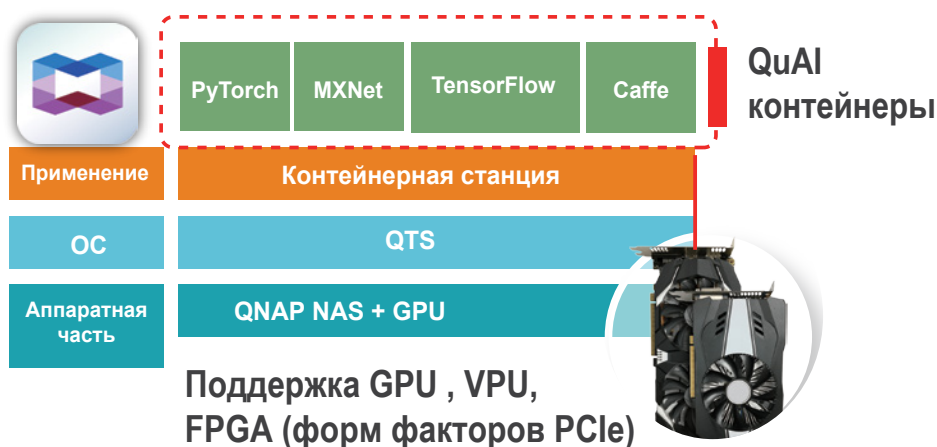 PyTorch
MXNet
TensorFlow
Caffe
QuAI
контейнеры
Применение
Контейнерная станция
ОС
QTS
Аппаратная
часть
QNAP NAS + GPU
Поддержка GPU , VPU,
FPGA (форм факторов PCIe)